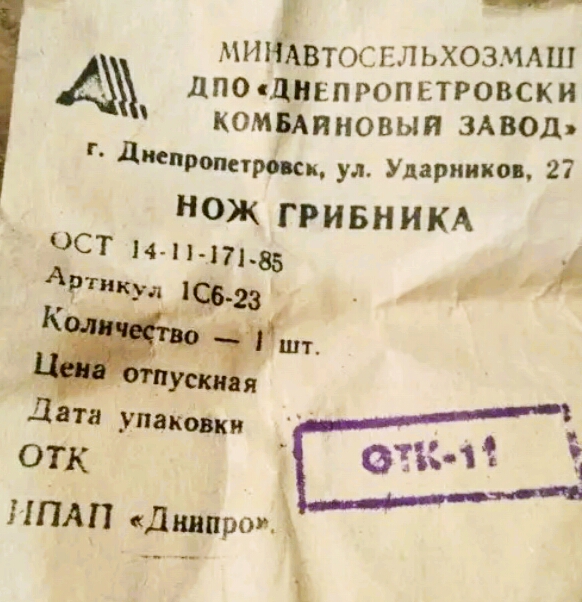 МИНАВТОСЕЛЬХОЗМАШ
ДПО «ДНЕПРОПЕТРОВСКИ
КОМБАЙНОВЫЙ ЗАВОД»
г. Днепропетровск, ул. Ударников, 27
НОЖ ГРИБНИКА
ОСТ 14-11-171-85
Артикул 1С6-23
Количество — 1 шт.
Цена отпускная
Дата упаковки
ОТК
ОТК-11
НПАП «Днипро».